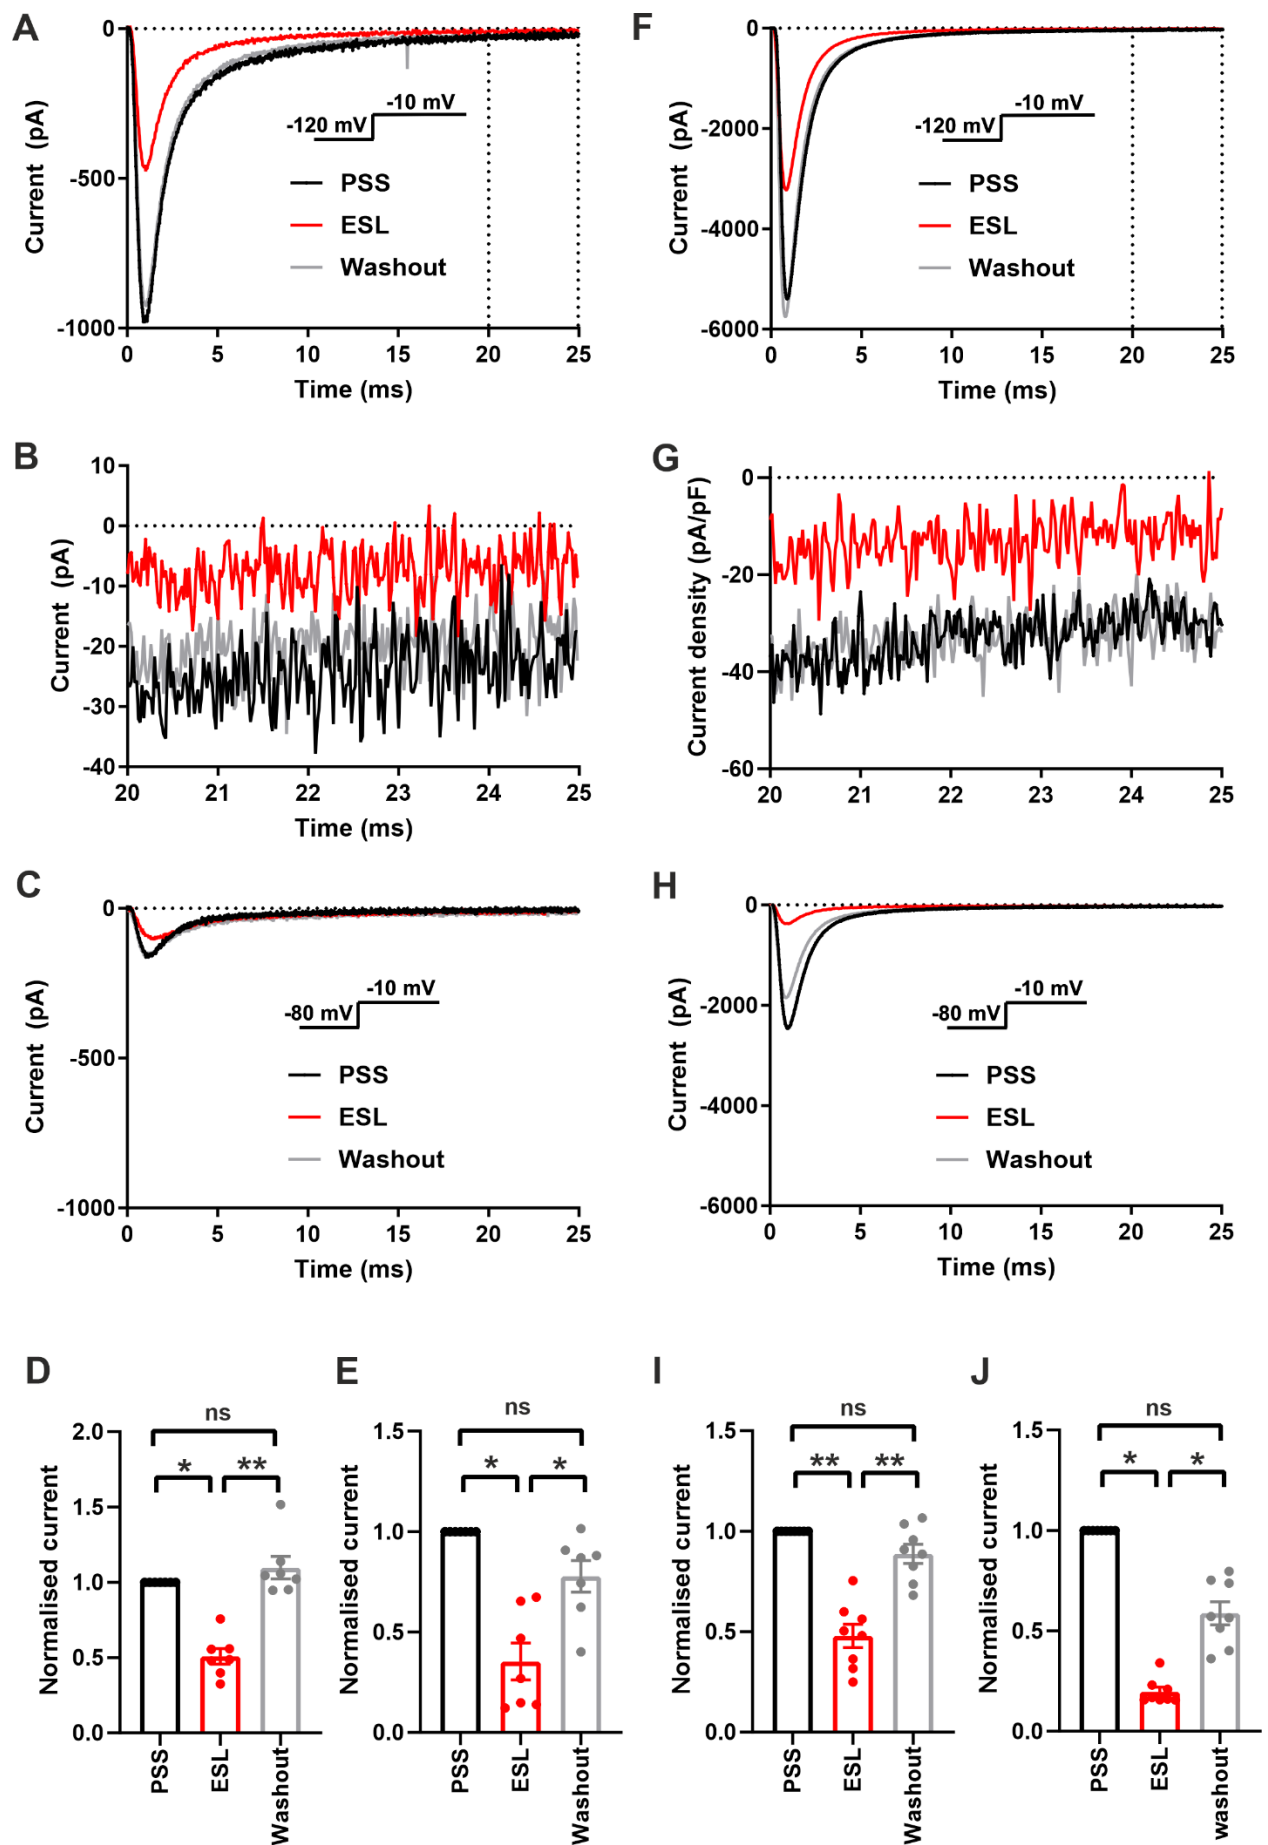 A
Current (pA)
0
-500
-1000
-120 mV
-10 mV
PSS
ESL
Washout
0 5 10 15 20 25
Time (ms)
F
Current (pA)
0
-2000
-4000
-6000
-120 mV
-10 mV
PSS
ESL
Washout
0 5 10 15 20 25
Time (ms)
B
Current (pA)
10
0
-10
-20
-30
-40
20 21 22 23 24 25
Time (ms)
G
Current density (pA/pF)
0
-20
-40
-60
20 21 22 23 24 25
Time (ms)
C
Current (pA)
0
-500
-1000
-80 mV
-10 mV
PSS
ESL
Washout
0 5 10 15 20 25
Time (ms)
H
Current (pA)
0
-2000
-4000
-6000
-80 mV
-10 mV
PSS
ESL
Washout
0 5 10 15 20 25
Time (ms)
D
Normalised current
2.0
1.5
1.0
0.5
0.0
ns
* **
PSS
ESL
Washout
E
Normalised current
1.5
1.0
0.5
0.0
ns
* *
PSS
ESL
Washout
I
Normalised current
1.5
1.0
0.5
0.0
ns
** **
PSS
ESL
Washout
J
Normalised current
1.5
1.0
0.5
0.0
ns
* *
PSS
ESL
washout